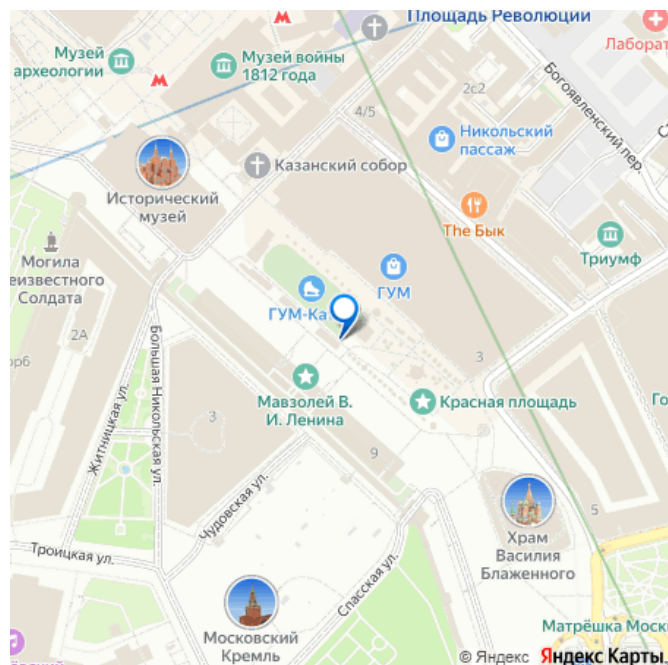 Площадь Революции
Лаборат
Музей
археологии
Музей войны
1812 года
Богоявленский пер.
2с2
4/5
Никольский
пассаж
Казанский собор
Исторический
музей
The Бык
Триумф
Могила
еизвестного
Солдата
ГУМ
ГУМ-Ка
2А
3
Мавзолей В.
И. Ленина
Красная площадь
Го
3
9
Житницкая ул.
Большая Никольская ул.
Чудовская ул.
5
Храм
Василия
Блаженного
Троицкая ул.
Спасская ул.
Московский
Кремль
Матрёшка Моск
© Яндекс Яндекс Карты